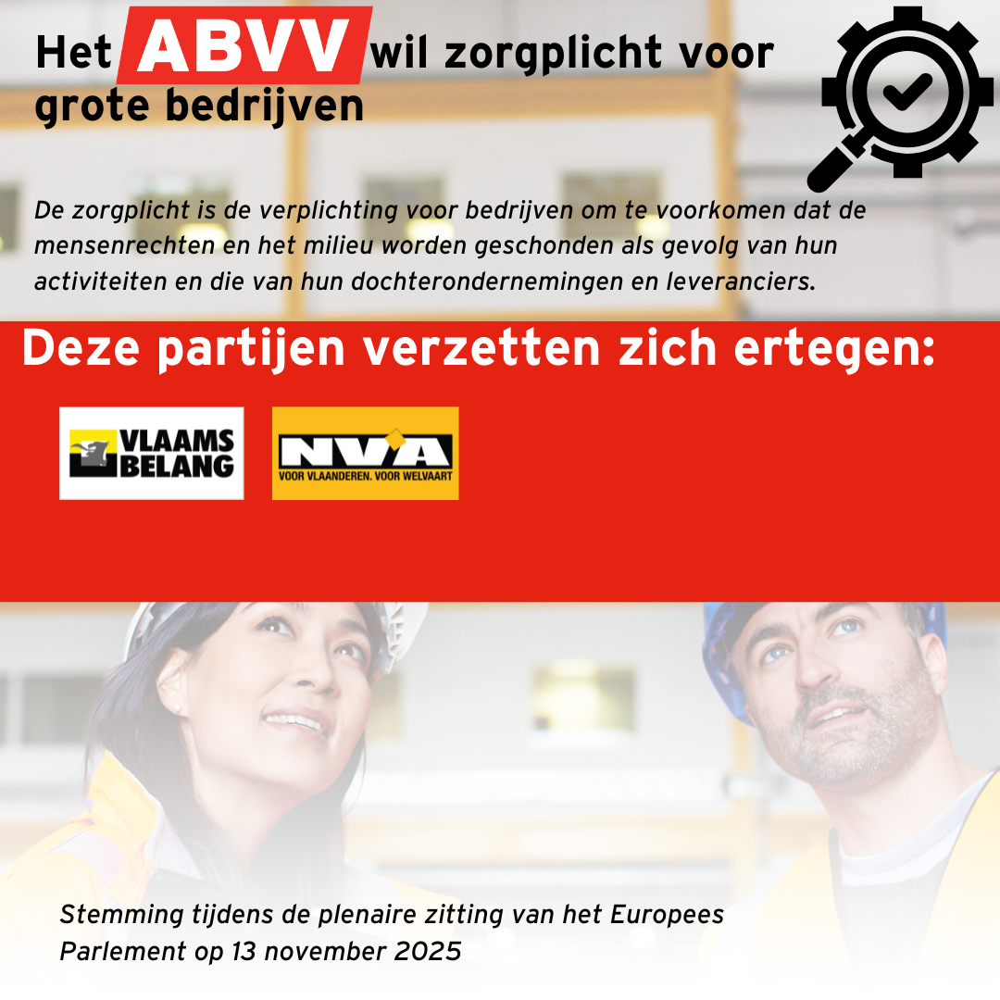 Het ABVV wil zorgplicht voor
grote bedrijven
De zorgplicht is de verplichting voor bedrijven om te voorkomen dat de
mensenrechten en het milieu worden geschonden als gevolg van hun
activiteiten en die van hun dochterondernemingen en leveranciers.
Deze partijen verzetten zich ertegen:
VLAAMS
BELANG
N-VA
VOOR VLAANDEREN. VOOR WELVAART
Stemming tijdens de plenaire zitting van het Europees
Parlement op 13 november 2025